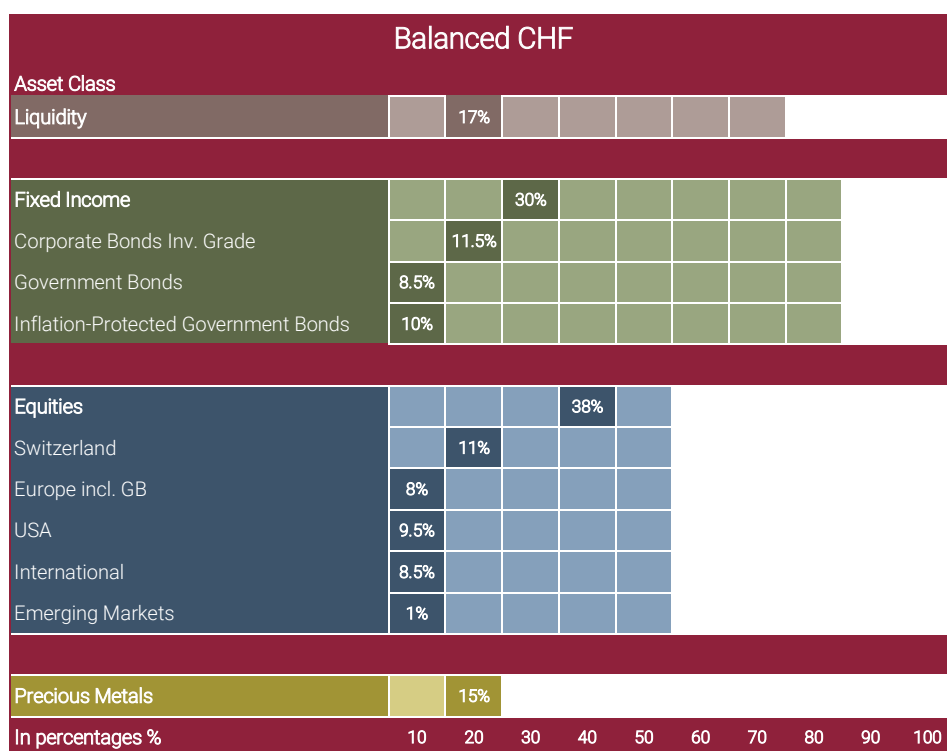 Balanced CHF
Asset Class
Liquidity 17%
Fixed Income 30%
Corporate Bonds Inv. Grade 11.5%
Government Bonds 8.5%
Inflation-Protected Government Bonds 10%
Equities 38%
Switzerland 11%
Europe incl. GB 8%
USA 9.5%
International 8.5%
Emerging Markets 1%
Precious Metals 15%
In percentages % 10 20 30 40 50 60 70 80 90 100